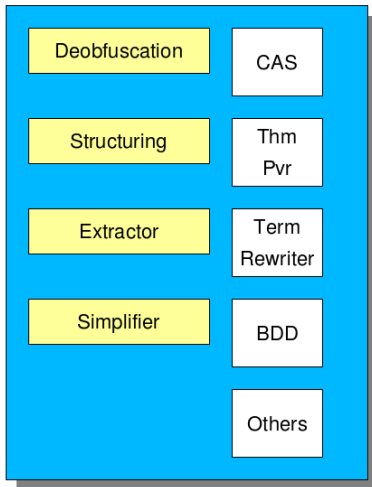 Deobfuscation
CAS
Structuring
Thm
Pvr
Extractor
Term
Rewriter
Simplifier
BDD
Others